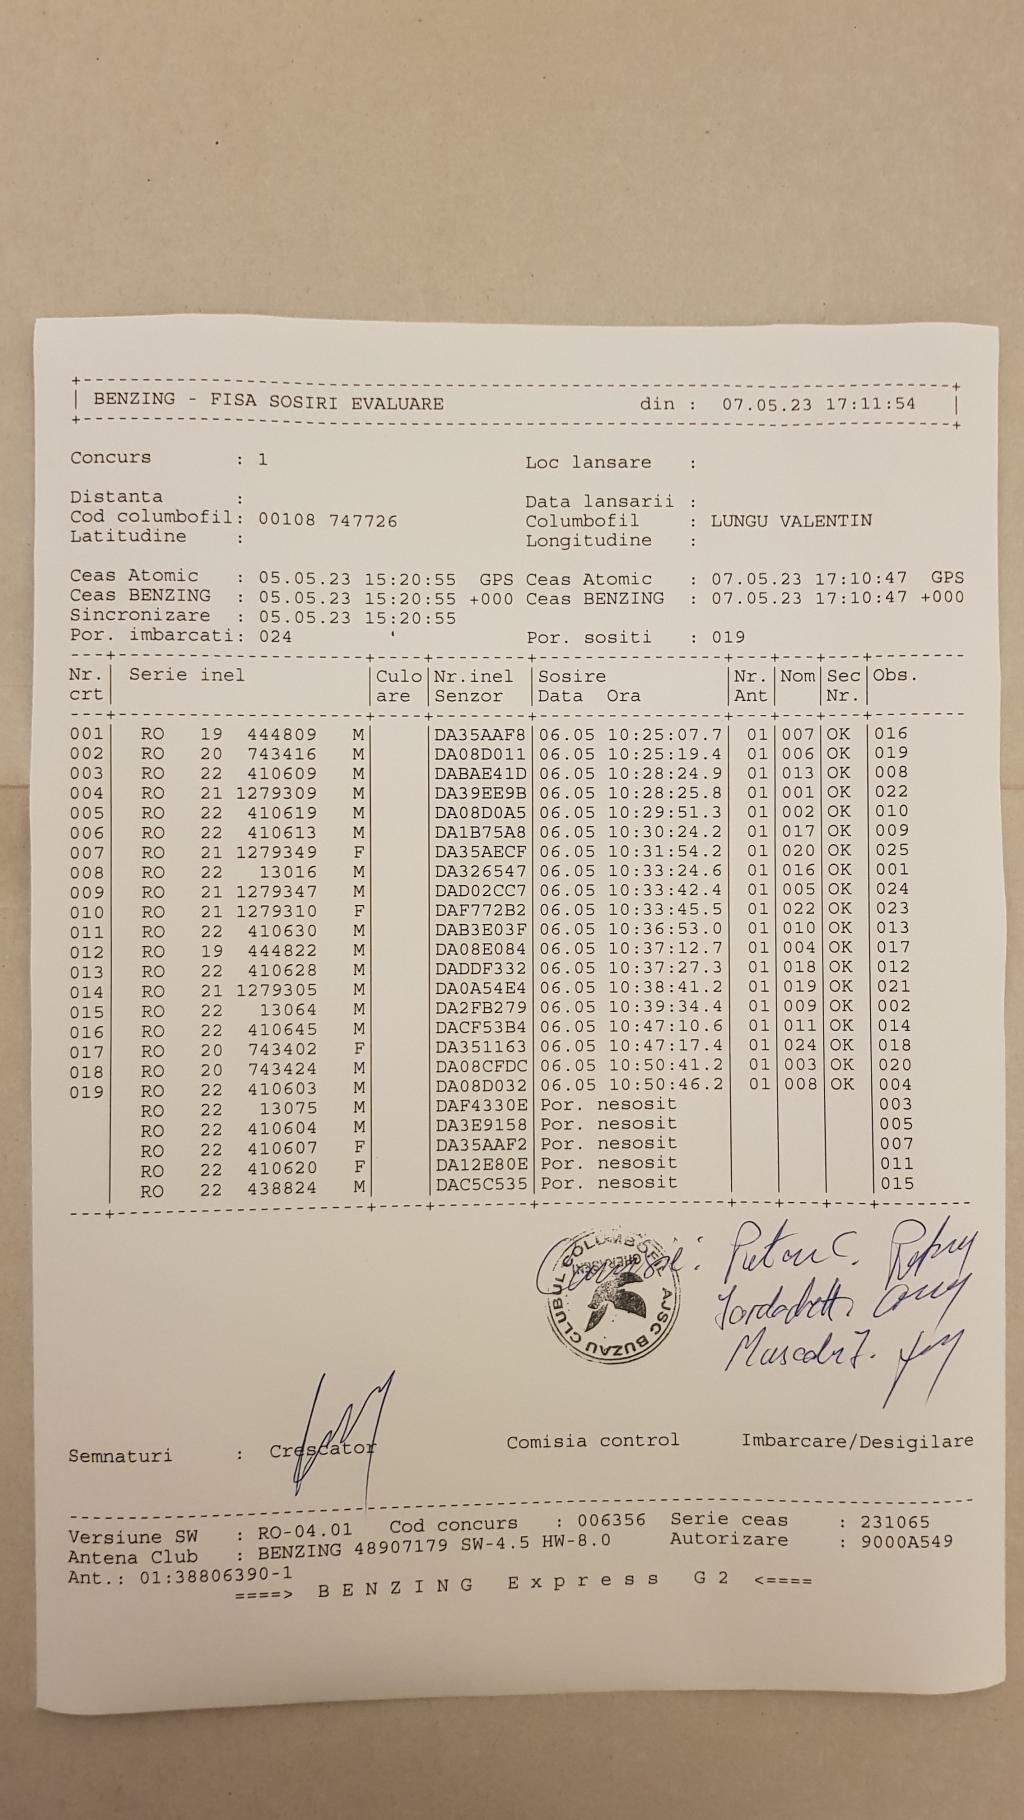 +-----------------------------------------------------------------------------+
| BENZING - FISA SOSIRI EVALUARE din : 07.05.23 17:11:54 |
+-----------------------------------------------------------------------------+
Concurs : 1 Loc lansare :
Distanta : Data lansarii :
Cod columbofil: 00108 747726 Columbofil : LUNGU VALENTIN
Latitudine : Longitudine :
Ceas Atomic : 05.05.23 15:20:55 GPS Ceas Atomic : 07.05.23 17:10:47 GPS
Ceas BENZING : 05.05.23 15:20:55 +000 Ceas BENZING : 07.05.23 17:10:47 +000
Sincronizare : 05.05.23 15:20:55
Por. imbarcati: 024 Por. sositi : 019
Nr.| Serie inel |Culo|Nr.inel |Sosire |Nr.|Nom|Sec|Obs.
crt| |are |Senzor |Data Ora |Ant| |Nr.|
001| RO 19 444809 M| |DA35AAF8|06.05 10:25:07.7| 01|007|OK |016
002| RO 20 743416 M| |DA08D011|06.05 10:25:19.4| 01|006|OK |019
003| RO 22 410609 M| |DABAE41D|06.05 10:28:24.9| 01|013|OK |008
004| RO 21 1279309 M| |DA39EE9B|06.05 10:28:25.8| 01|001|OK |022
005| RO 22 410619 M| |DA08D0A5|06.05 10:29:51.3| 01|002|OK |010
006| RO 22 410613 M| |DA1B75A8|06.05 10:30:24.2| 01|017|OK |009
007| RO 21 1279349 F| |DA35AECF|06.05 10:31:54.2| 01|020|OK |025
008| RO 22 13016 M| |DA326547|06.05 10:33:24.6| 01|016|OK |001
009| RO 21 1279347 M| |DAD02CC7|06.05 10:33:42.4| 01|005|OK |024
010| RO 21 1279310 F| |DAF772B2|06.05 10:33:45.5| 01|022|OK |023
011| RO 22 410630 M| |DAB3E03F|06.05 10:36:53.0| 01|010|OK |013
012| RO 19 444822 M| |DA08E084|06.05 10:37:12.7| 01|004|OK |017
013| RO 22 410628 M| |DADDF332|06.05 10:37:27.3| 01|018|OK |012
014| RO 21 1279305 M| |DA0A54E4|06.05 10:38:41.2| 01|019|OK |021
015| RO 22 13064 M| |DA2FB279|06.05 10:39:34.4| 01|009|OK |002
016| RO 22 410645 M| |DACF53B4|06.05 10:47:10.6| 01|011|OK |014
017| RO 20 743402 F| |DA351163|06.05 10:47:17.4| 01|024|OK |018
018| RO 20 743424 M| |DA08CFDC|06.05 10:50:41.2| 01|003|OK |020
019| RO 22 410603 M| |DA08D032|06.05 10:50:46.2| 01|008|OK |004
| RO 22 13075 M| |DAF4330E|Por. nesosit | | | |003
| RO 22 410604 M| |DA3E9158|Por. nesosit | | | |005
| RO 22 410607 F| |DA35AAF2|Por. nesosit | | | |007
| RO 22 410620 F| |DA12E80E|Por. nesosit | | | |011
| RO 22 438824 M| |DAC5C535|Por. nesosit | | | |015
CLUBUL COLUMBOFIL
AJSC BUZAU
Semnaturi : Crescator Comisia control Imbarcare/Desigilare
Versiune SW : RO-04.01 Cod concurs : 006356 Serie ceas : 231065
Antena Club : BENZING 48907179 SW-4.5 HW-8.0 Autorizare : 9000A549
Ant.: 01:38806390-1
====> B E N Z I N G E x p r e s s G 2 <====